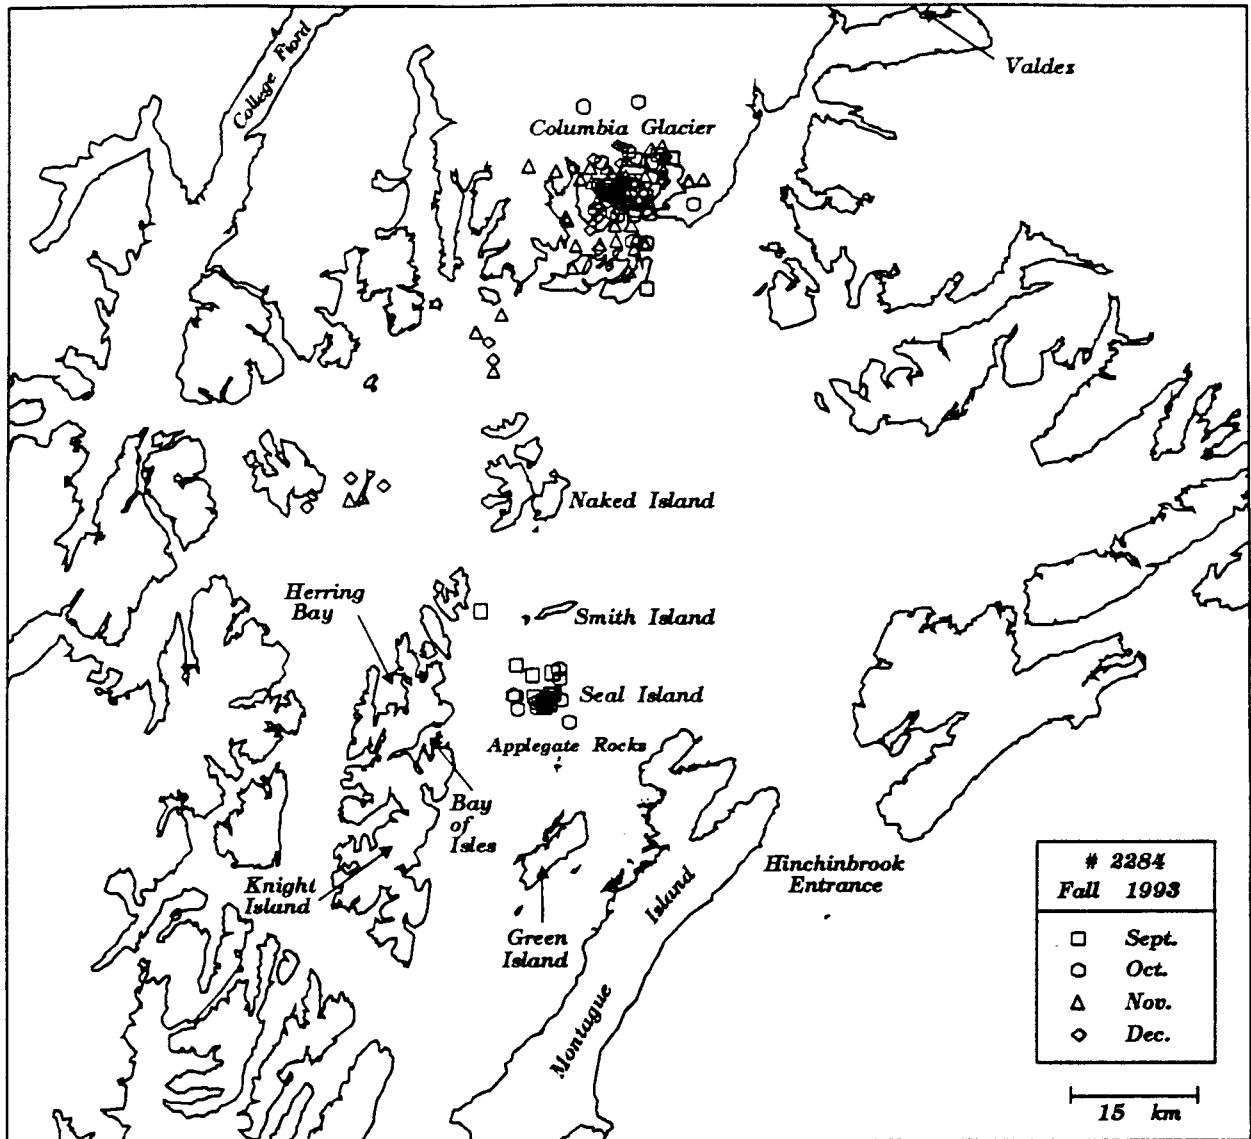 College Fiord
Valdez
Columbia Glacier
Naked Island
Herring
Bay
Smith Island
Seal Island
Applegate Rocks
Bay
of
Isles
Knight
Island
Green
Island
Montague Island
Hinchinbrook
Entrance
# 2284
Fall 1993
Sept.
Oct.
Nov.
Dec.
15 km